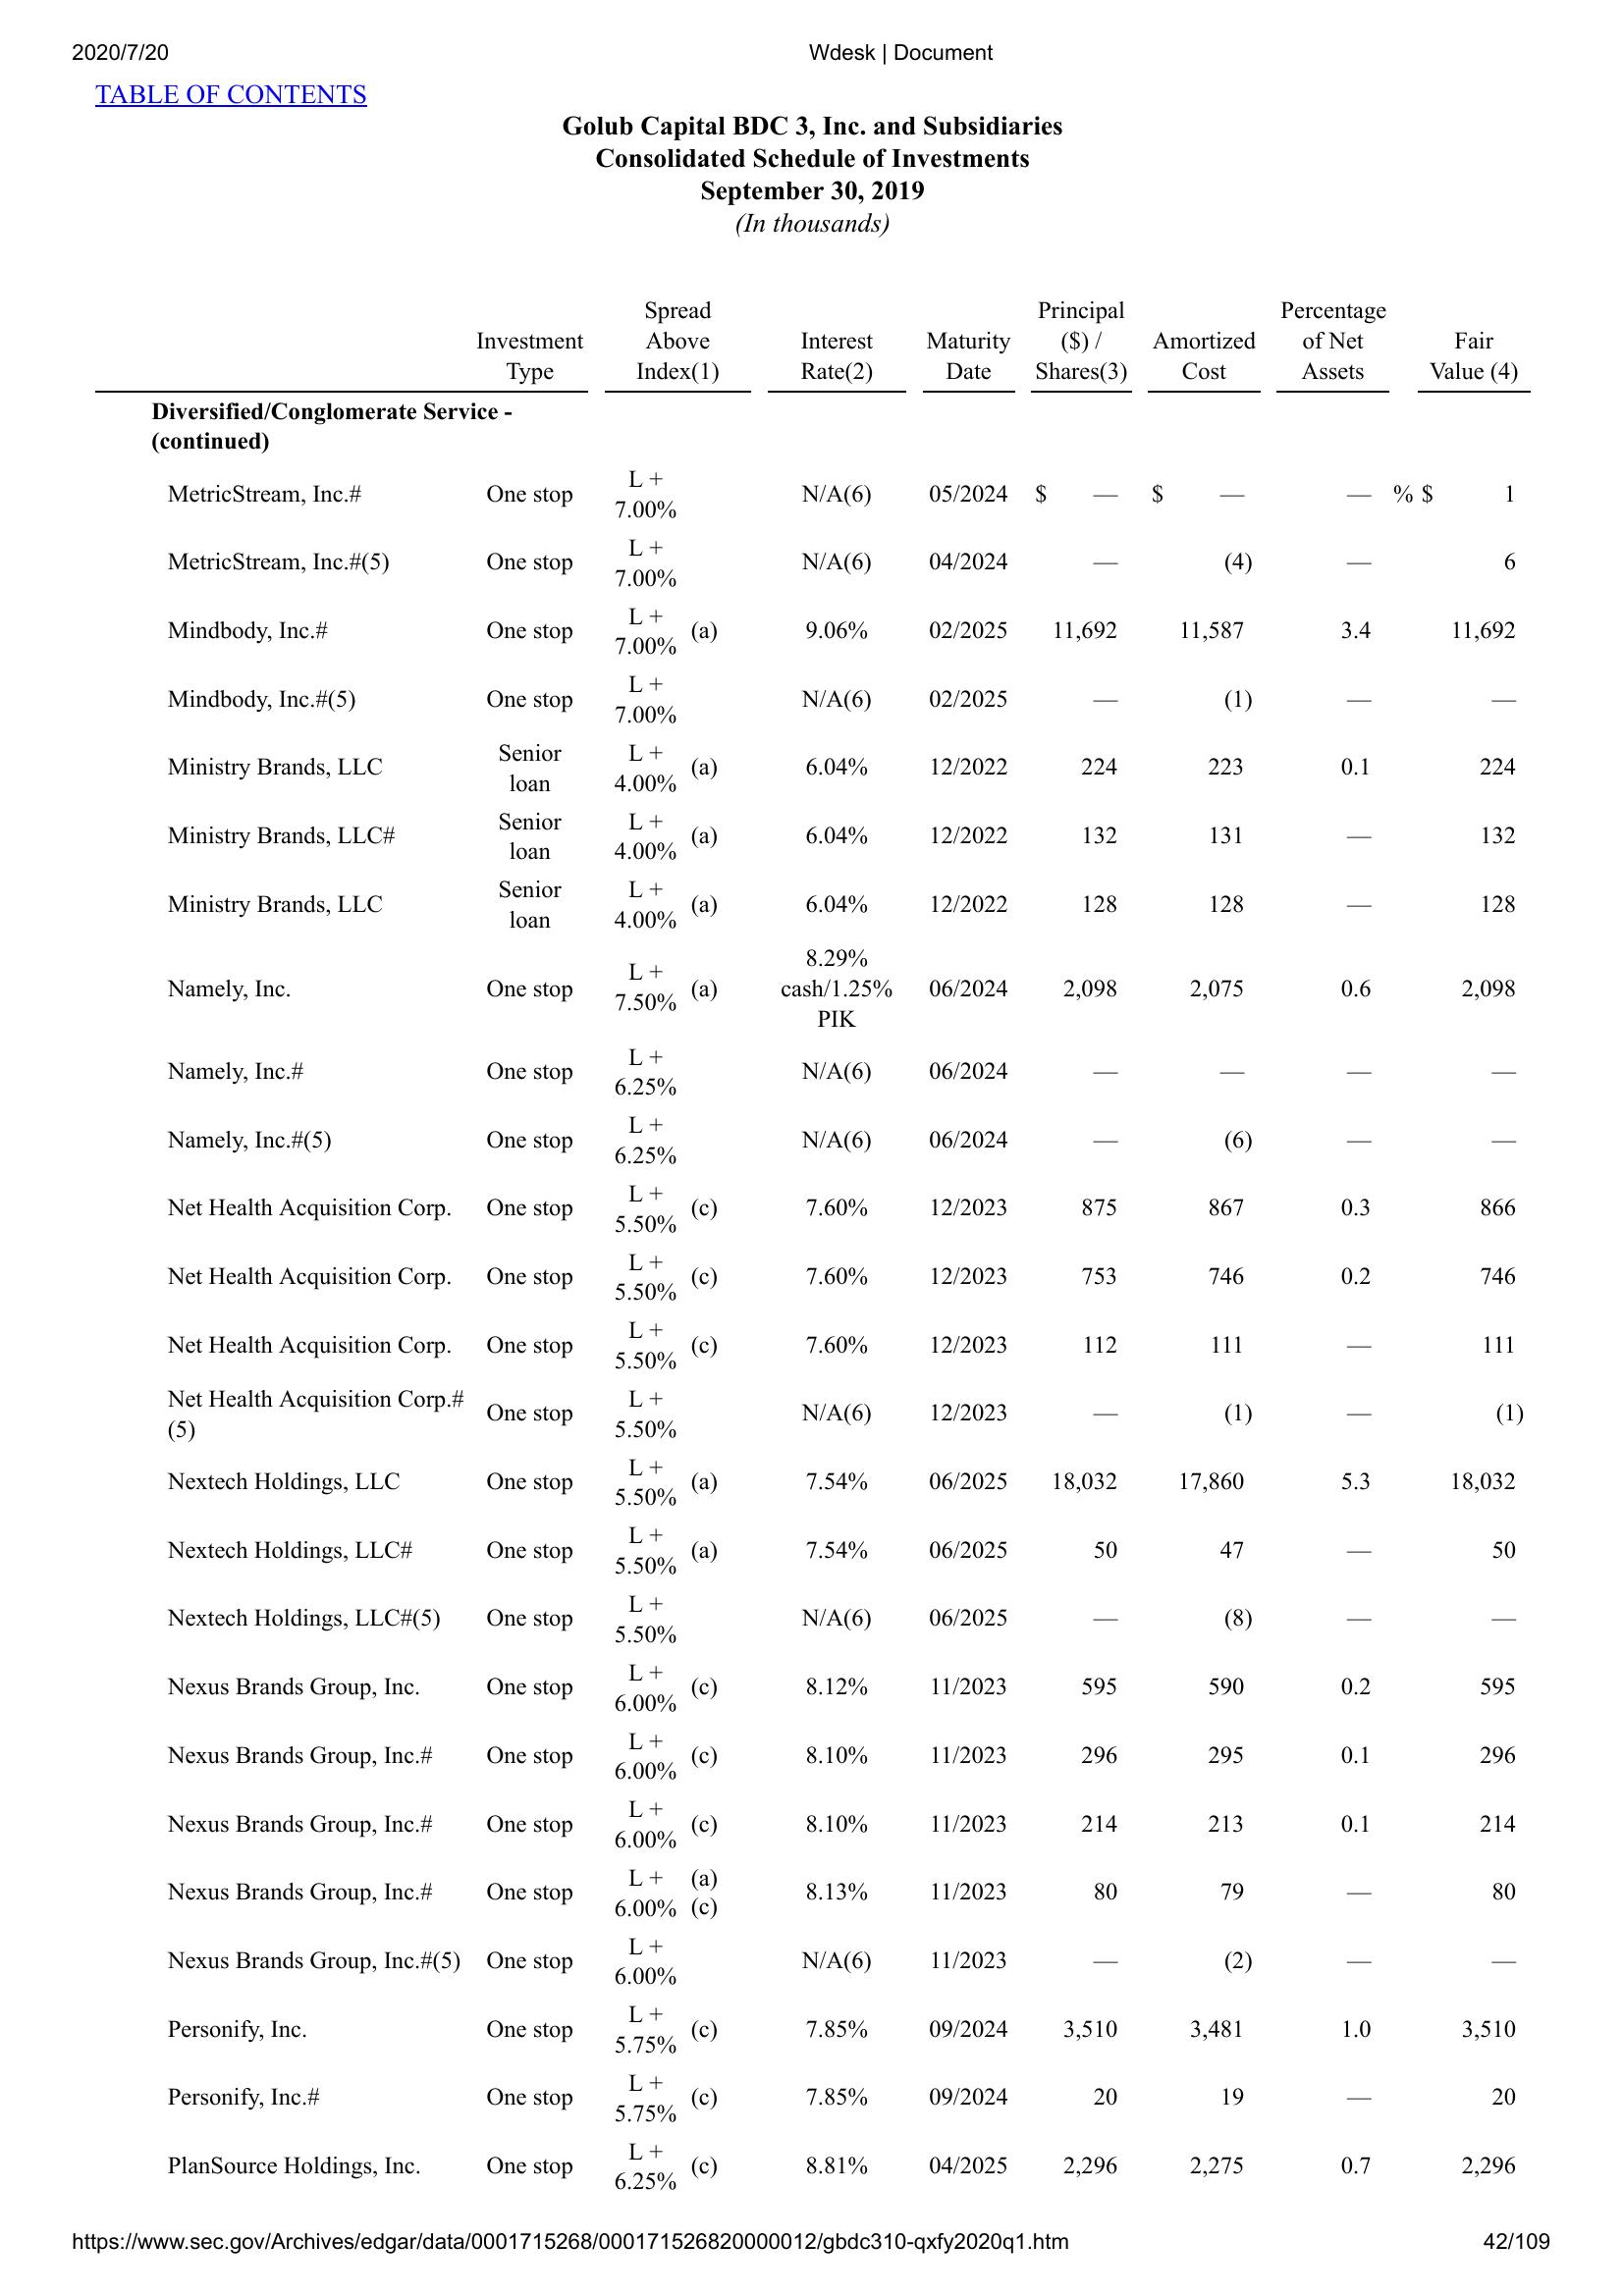 2020/7/20 Wdesk | Document
TABLE OF CONTENTS
Golub Capital BDC 3, Inc. and Subsidiaries
Consolidated Schedule of Investments
September 30, 2019
(In thousands)
Investment Type Spread Above Index(1) Interest Rate(2) Maturity Date Principal ($) / Shares(3) Amortized Cost Percentage of Net Assets Fair Value (4)
Diversified/Conglomerate Service -
(continued)
MetricStream, Inc.# One stop L + 7.00% N/A(6) 05/2024 $ — $ — — % $ 1
MetricStream, Inc.#(5) One stop L + 7.00% N/A(6) 04/2024 — (4) — 6
Mindbody, Inc.# One stop L + 7.00% (a) 9.06% 02/2025 11,692 11,587 3.4 11,692
Mindbody, Inc.#(5) One stop L + 7.00% N/A(6) 02/2025 — (1) — —
Ministry Brands, LLC Senior loan L + 4.00% (a) 6.04% 12/2022 224 223 0.1 224
Ministry Brands, LLC# Senior loan L + 4.00% (a) 6.04% 12/2022 132 131 — 132
Ministry Brands, LLC Senior loan L + 4.00% (a) 6.04% 12/2022 128 128 — 128
Namely, Inc. One stop L + 7.50% (a) 8.29% cash/1.25% PIK 06/2024 2,098 2,075 0.6 2,098
Namely, Inc.# One stop L + 6.25% N/A(6) 06/2024 — — — —
Namely, Inc.#(5) One stop L + 6.25% N/A(6) 06/2024 — (6) — —
Net Health Acquisition Corp. One stop L + 5.50% (c) 7.60% 12/2023 875 867 0.3 866
Net Health Acquisition Corp. One stop L + 5.50% (c) 7.60% 12/2023 753 746 0.2 746
Net Health Acquisition Corp. One stop L + 5.50% (c) 7.60% 12/2023 112 111 — 111
Net Health Acquisition Corp.# (5) One stop L + 5.50% N/A(6) 12/2023 — (1) — (1)
Nextech Holdings, LLC One stop L + 5.50% (a) 7.54% 06/2025 18,032 17,860 5.3 18,032
Nextech Holdings, LLC# One stop L + 5.50% (a) 7.54% 06/2025 50 47 — 50
Nextech Holdings, LLC#(5) One stop L + 5.50% N/A(6) 06/2025 — (8) — —
Nexus Brands Group, Inc. One stop L + 6.00% (c) 8.12% 11/2023 595 590 0.2 595
Nexus Brands Group, Inc.# One stop L + 6.00% (c) 8.10% 11/2023 296 295 0.1 296
Nexus Brands Group, Inc.# One stop L + 6.00% (c) 8.10% 11/2023 214 213 0.1 214
Nexus Brands Group, Inc.# One stop L + 6.00% (a) (c) 8.13% 11/2023 80 79 — 80
Nexus Brands Group, Inc.#(5) One stop L + 6.00% N/A(6) 11/2023 — (2) — —
Personify, Inc. One stop L + 5.75% (c) 7.85% 09/2024 3,510 3,481 1.0 3,510
Personify, Inc.# One stop L + 5.75% (c) 7.85% 09/2024 20 19 — 20
PlanSource Holdings, Inc. One stop L + 6.25% (c) 8.81% 04/2025 2,296 2,275 0.7 2,296
https://www.sec.gov/Archives/edgar/data/0001715268/000171526820000012/gbdc310-qxfy2020q1.htm 42/109